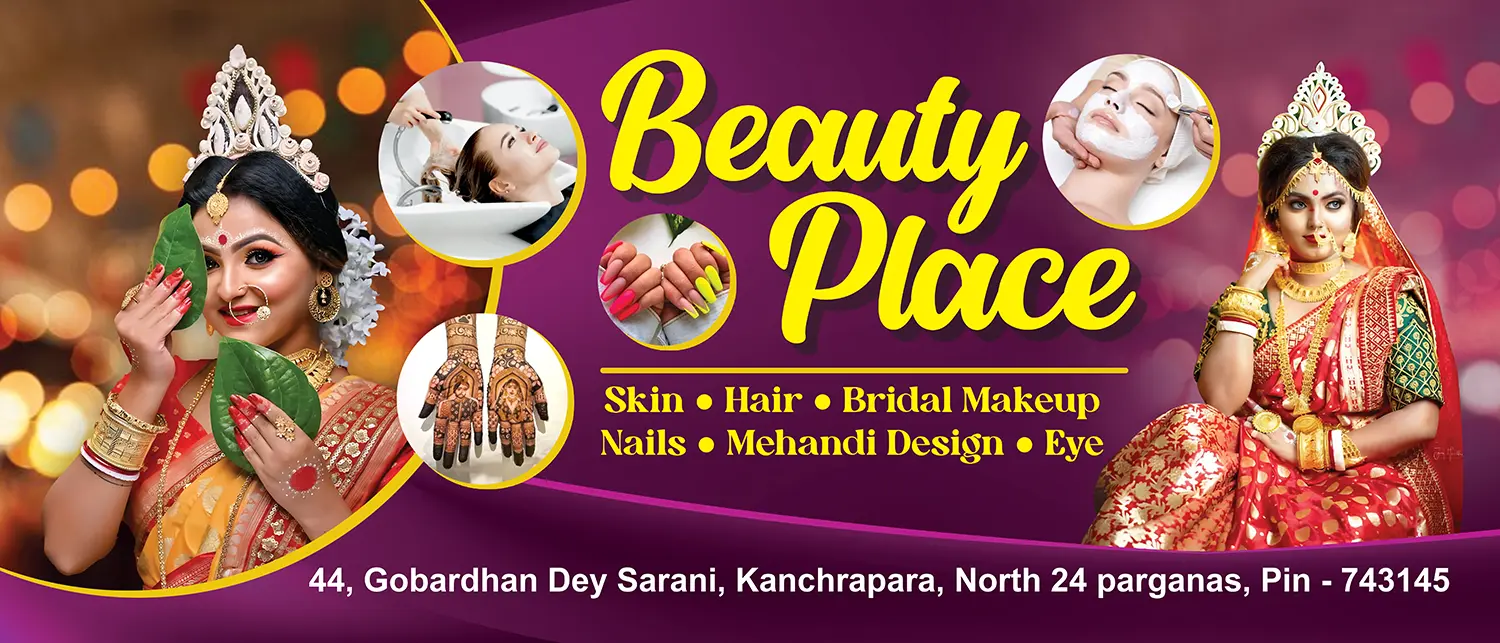 Beauty
Place
Skin • Hair • Bridal Makeup
Nails • Mehandi Design • Eye
44, Gobardhan Dey Sarani, Kanchrapara, North 24 parganas, Pin - 743145